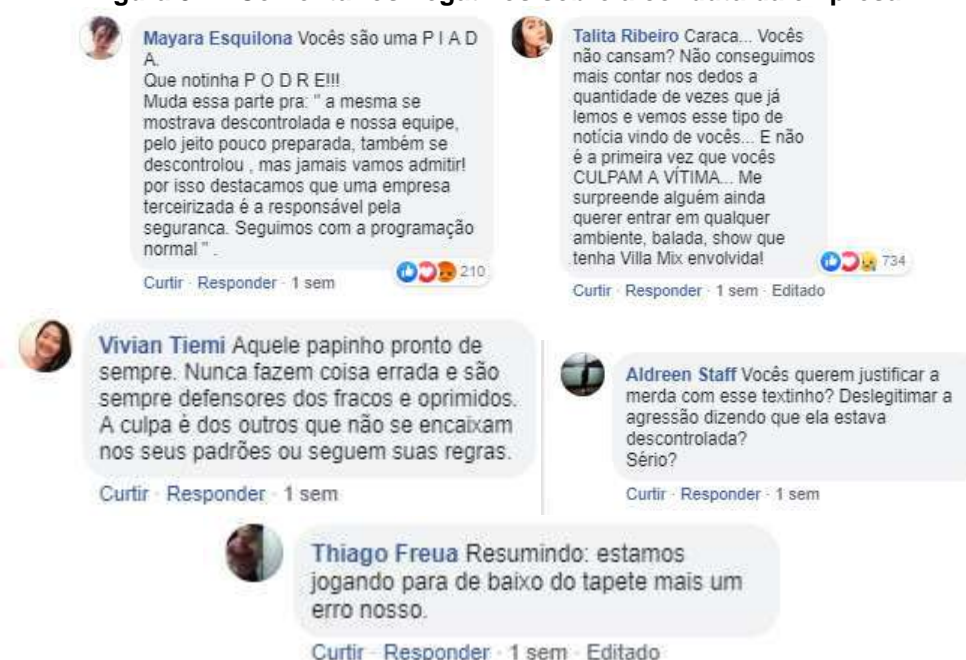 Mayara Esquilona Vocês são uma P I A D
A.
Que notinha P O D R E!!!
Muda essa parte pra: " a mesma se
mostrava descontrolada e nossa equipe,
pelo jeito pouco preparada, também se
descontrolou , mas jamais vamos admitir!
por isso destacamos que uma empresa
terceirizada é a responsável pela
seguranca. Seguimos com a programação
normal " .
210
Curtir · Responder · 1 sem
Talita Ribeiro Caraca... Vocês
não cansam? Não conseguimos
mais contar nos dedos a
quantidade de vezes que já
lemos e vemos esse tipo de
notícia vindo de vocês... E não
é a primeira vez que vocês
CULPAM A VÍTIMA... Me
surpreende alguém ainda
querer entrar em qualquer
ambiente, balada, show que
tenha Villa Mix envolvida!
734
Curtir · Responder · 1 sem · Editado
Vivian Tiemi Aquele papinho pronto de
sempre. Nunca fazem coisa errada e são
sempre defensores dos fracos e oprimidos.
A culpa é dos outros que não se encaixam
nos seus padrões ou seguem suas regras.
Curtir · Responder · 1 sem
Aldreen Staff Vocês querem justificar a
merda com esse textinho? Deslegitimar a
agressão dizendo que ela estava
descontrolada?
Sério?
Curtir · Responder · 1 sem
Thiago Freua Resumindo: estamos
jogando para de baixo do tapete mais um
erro nosso.
Curtir · Responder · 1 sem · Editado